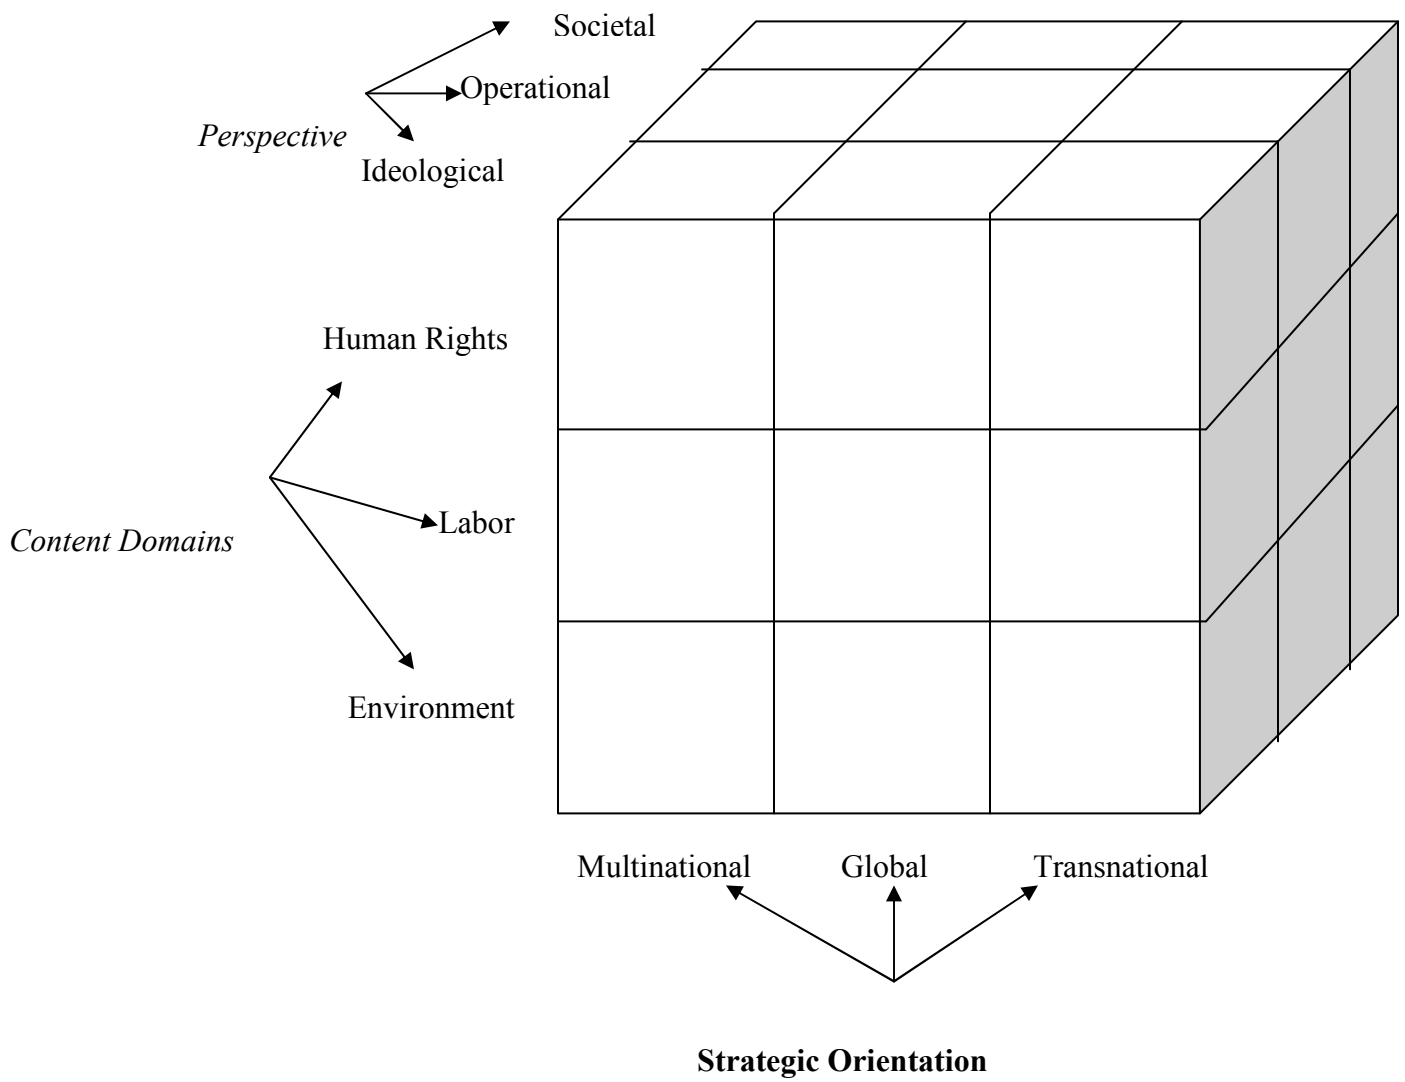 Societal
Operational
Perspective
Ideological
Human Rights
Labor
Content Domains
Environment
Multinational Global Transnational
Strategic Orientation